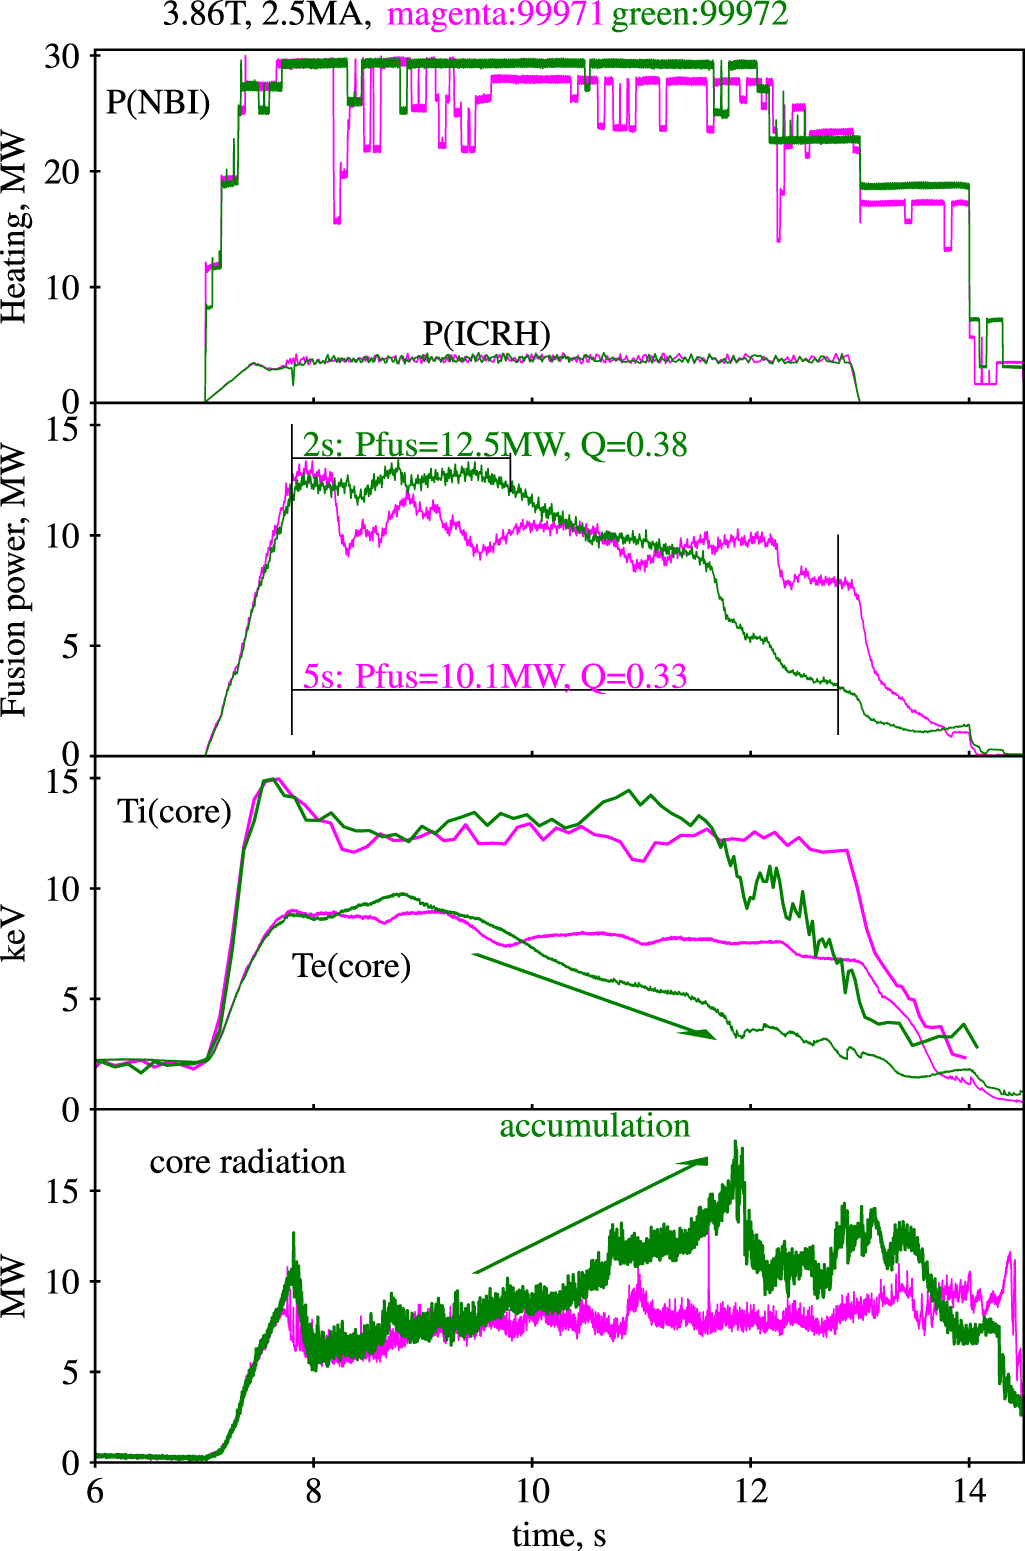 3.86T, 2.5MA, magenta:99971 green:99972
30
P(NBI)
20
Heating, MW
10
P(ICRH)
0
15
2s: Pfus=12.5MW, Q=0.38
10
Fusion power, MW
5
5s: Pfus=10.1MW, Q=0.33
0
15
Ti(core)
10
keV
Te(core)
5
0
accumulation
core radiation
15
MW
10
5
0
6 8 10 12 14
time, s